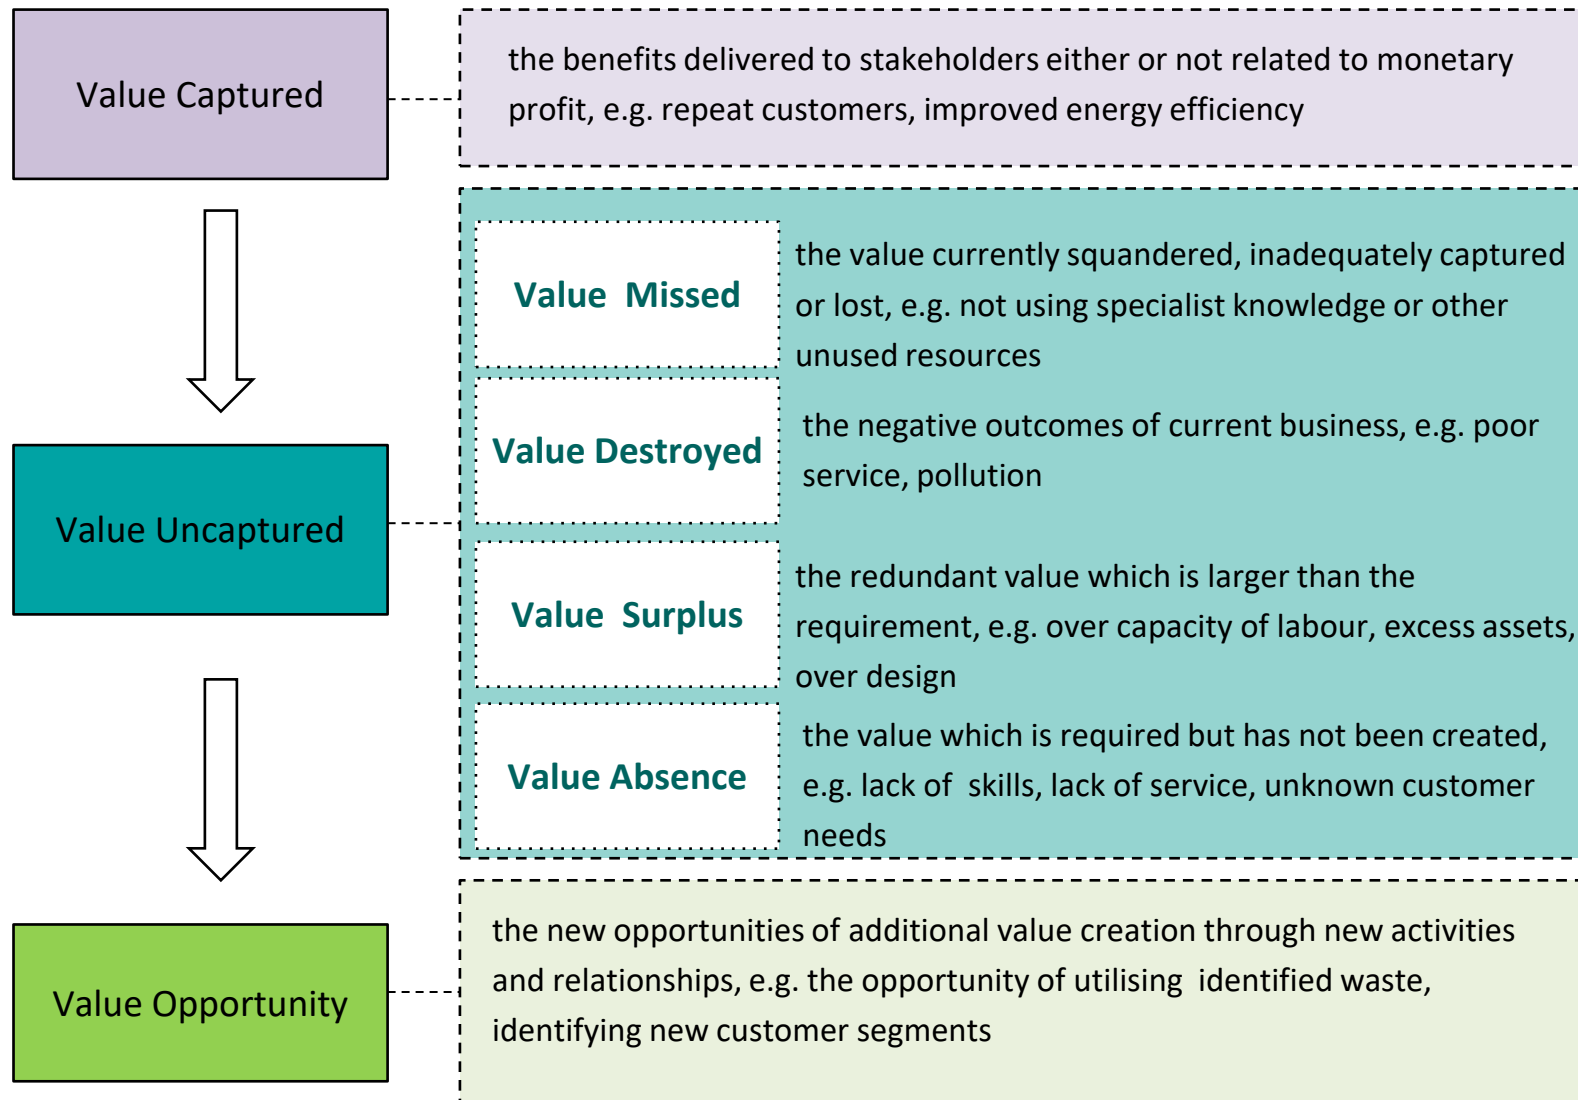 Value Captured
the benefits delivered to stakeholders either or not related to monetary
profit, e.g. repeat customers, improved energy efficiency
Value Uncaptured
Value  Missed
the value currently squandered, inadequately captured
or lost, e.g. not using specialist knowledge or other
unused resources
Value Destroyed
the negative outcomes of current business, e.g. poor
service, pollution
Value  Surplus
the redundant value which is larger than the
requirement, e.g. over capacity of labour, excess assets,
over design
Value Absence
the value which is required but has not been created,
e.g. lack of  skills, lack of service, unknown customer
needs
Value Opportunity
the new opportunities of additional value creation through new activities
and relationships, e.g. the opportunity of utilising  identified waste,
identifying new customer segments